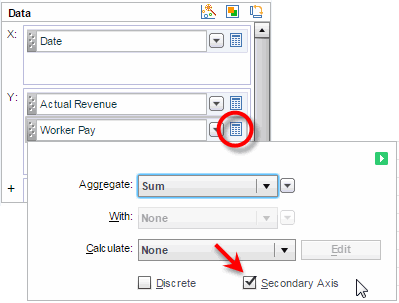 Data
X:
Date
Y:
Actual Revenue
Worker Pay
+
Aggregate: Sum
With: None
Calculate: None Edit
Discrete Secondary Axis